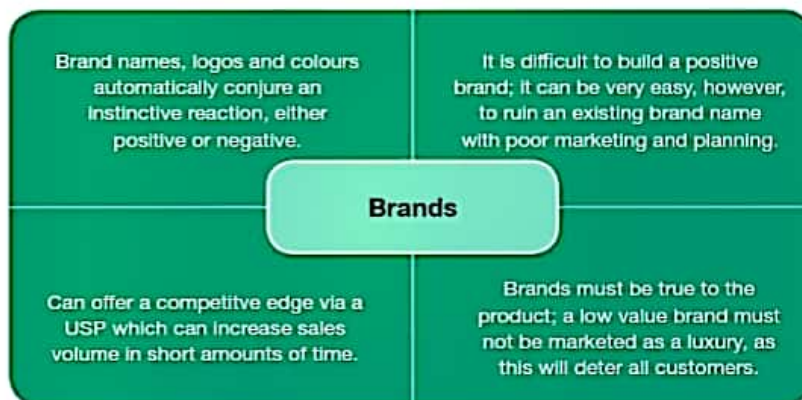 Brand names, logos and colours
automatically conjure an
instinctive reaction, either
positive or negative.
It is difficult to build a positive
brand; it can be very easy, however,
to ruin an existing brand name
with poor marketing and planning.
Brands
Can offer a competitve edge via a
USP which can increase sales
volume in short amounts of time.
Brands must be true to the
product; a low value brand must
not be marketed as a luxury, as
this will deter all customers.